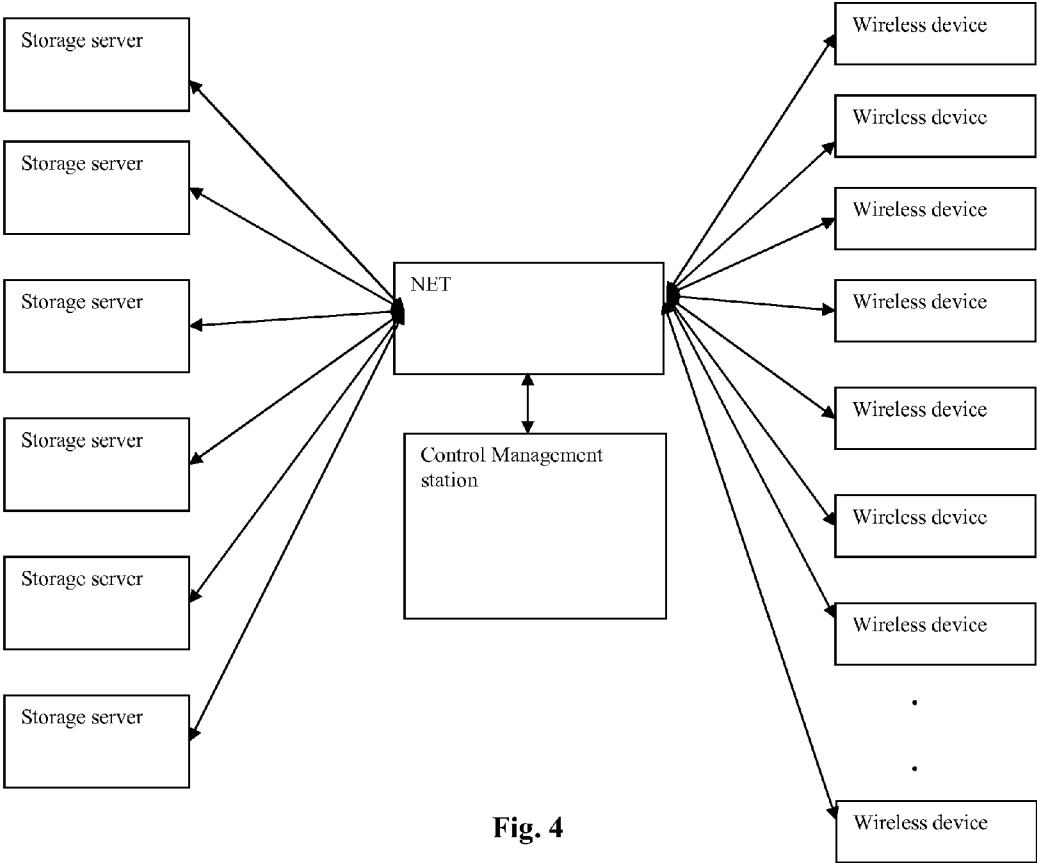 Storage server
Storage server
Storage server
Storage server
Storage server
Storage server
NET
Control Management
station
Wireless device
Wireless device
Wireless device
Wireless device
Wireless device
Wireless device
Wireless device
.
.
Wireless device
Fig. 4